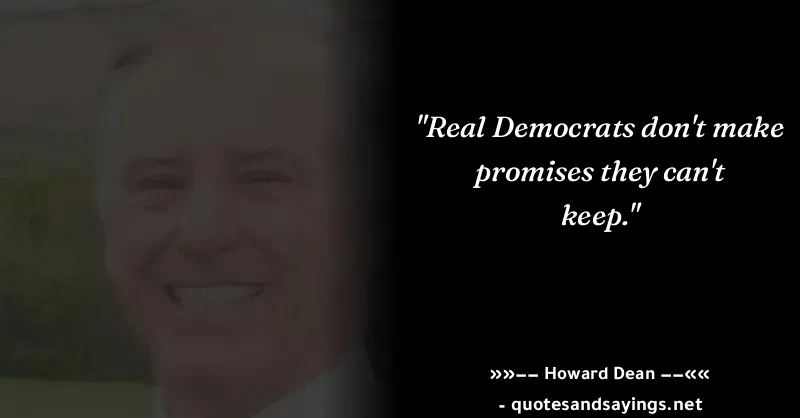 "Real Democrats don't make
promises they can't
keep."
»»–– Howard Dean ––««
- quotesandsayings.net